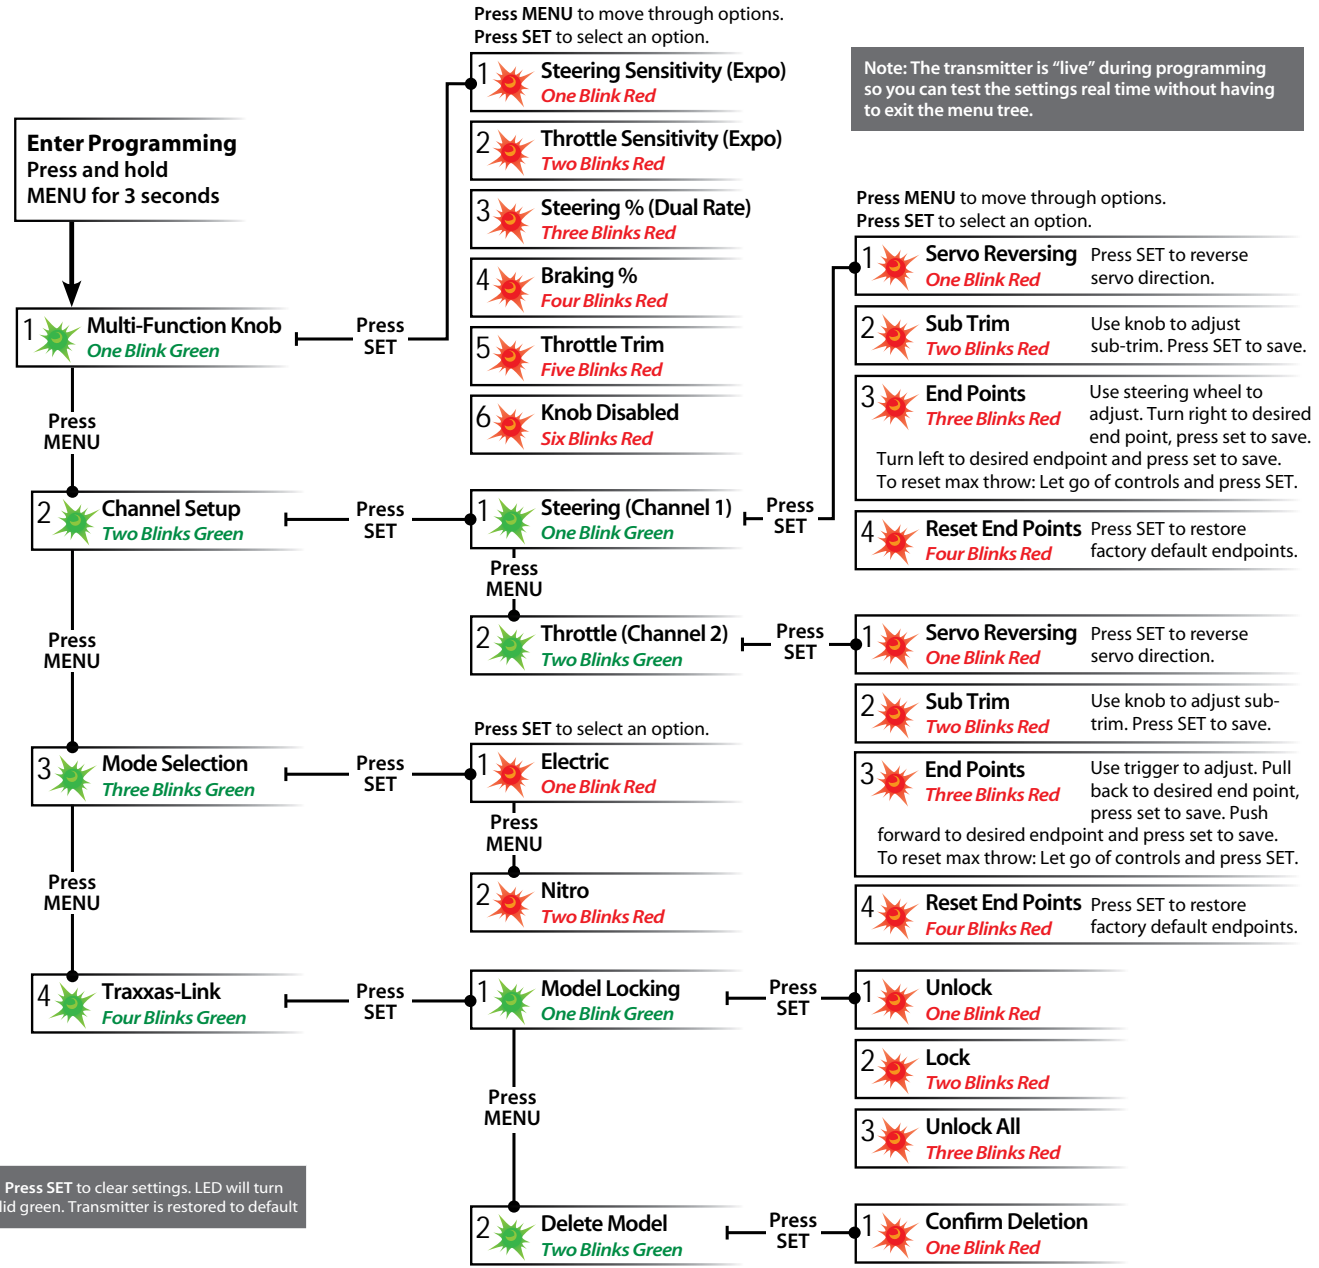 Press MENU to move through options.
Press SET to select an option.
1 Steering Sensitivity (Expo)
One Blink Red
2 Throttle Sensitivity (Expo)
Two Blinks Red
3 Steering % (Dual Rate)
Three Blinks Red
4 Braking %
Four Blinks Red
5 Throttle Trim
Five Blinks Red
6 Knob Disabled
Six Blinks Red
Note: The transmitter is “live” during programming
so you can test the settings real time without having
to exit the menu tree.
Enter Programming
Press and hold
MENU for 3 seconds
1 Multi-Function Knob
One Blink Green
Press
SET
Press
MENU
2 Channel Setup
Two Blinks Green
Press
SET
1 Steering (Channel 1)
One Blink Green
Press
SET
Press
MENU
2 Throttle (Channel 2)
Two Blinks Green
Press
SET
Press MENU to move through options.
Press SET to select an option.
1 Servo Reversing
One Blink Red
Press SET to reverse
servo direction.
2 Sub Trim
Two Blinks Red
Use knob to adjust
sub-trim. Press SET to save.
3 End Points
Three Blinks Red
Use steering wheel to
adjust. Turn right to desired
end point, press set to save.
Turn left to desired endpoint and press set to save.
To reset max throw: Let go of controls and press SET.
4 Reset End Points
Four Blinks Red
Press SET to restore
factory default endpoints.
1 Servo Reversing
One Blink Red
Press SET to reverse
servo direction.
2 Sub Trim
Two Blinks Red
Use knob to adjust sub-
trim. Press SET to save.
3 End Points
Three Blinks Red
Use trigger to adjust. Pull
back to desired end point,
press set to save. Push
forward to desired endpoint and press set to save.
To reset max throw: Let go of controls and press SET.
4 Reset End Points
Four Blinks Red
Press SET to restore
factory default endpoints.
Press
MENU
3 Mode Selection
Three Blinks Green
Press
SET
Press SET to select an option.
1 Electric
One Blink Red
Press
MENU
2 Nitro
Two Blinks Red
Press
MENU
4 Traxxas-Link
Four Blinks Green
Press
SET
1 Model Locking
One Blink Green
Press
SET
1 Unlock
One Blink Red
2 Lock
Two Blinks Red
3 Unlock All
Three Blinks Red
Press
MENU
2 Delete Model
Two Blinks Green
Press
SET
1 Confirm Deletion
One Blink Red
Press SET to clear settings. LED will turn
lid green. Transmitter is restored to default